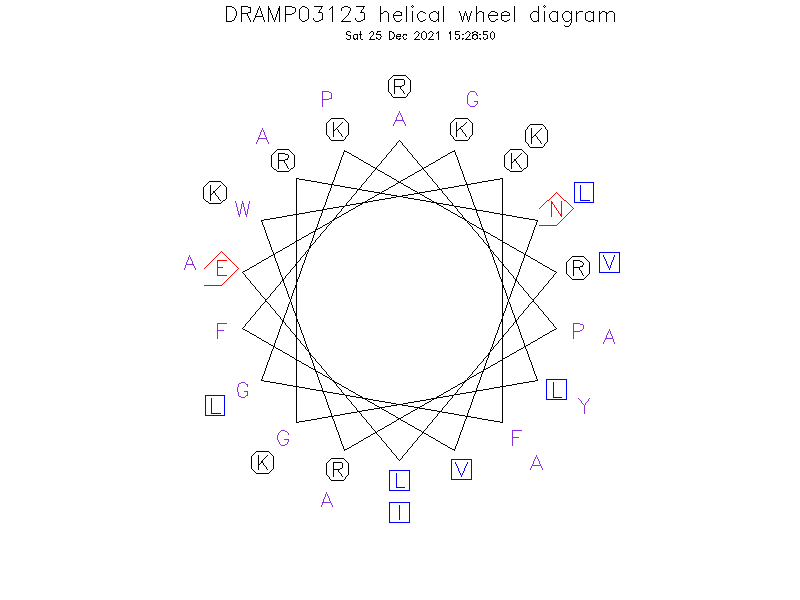 DRAMP03123 helical wheel diagram
Sat 25 Dec 2021 15:28:50
R
P G
A
A K K K
R K
K W N L
A E R V
F P A
G L
L Y
G F
K R V A
A L
I